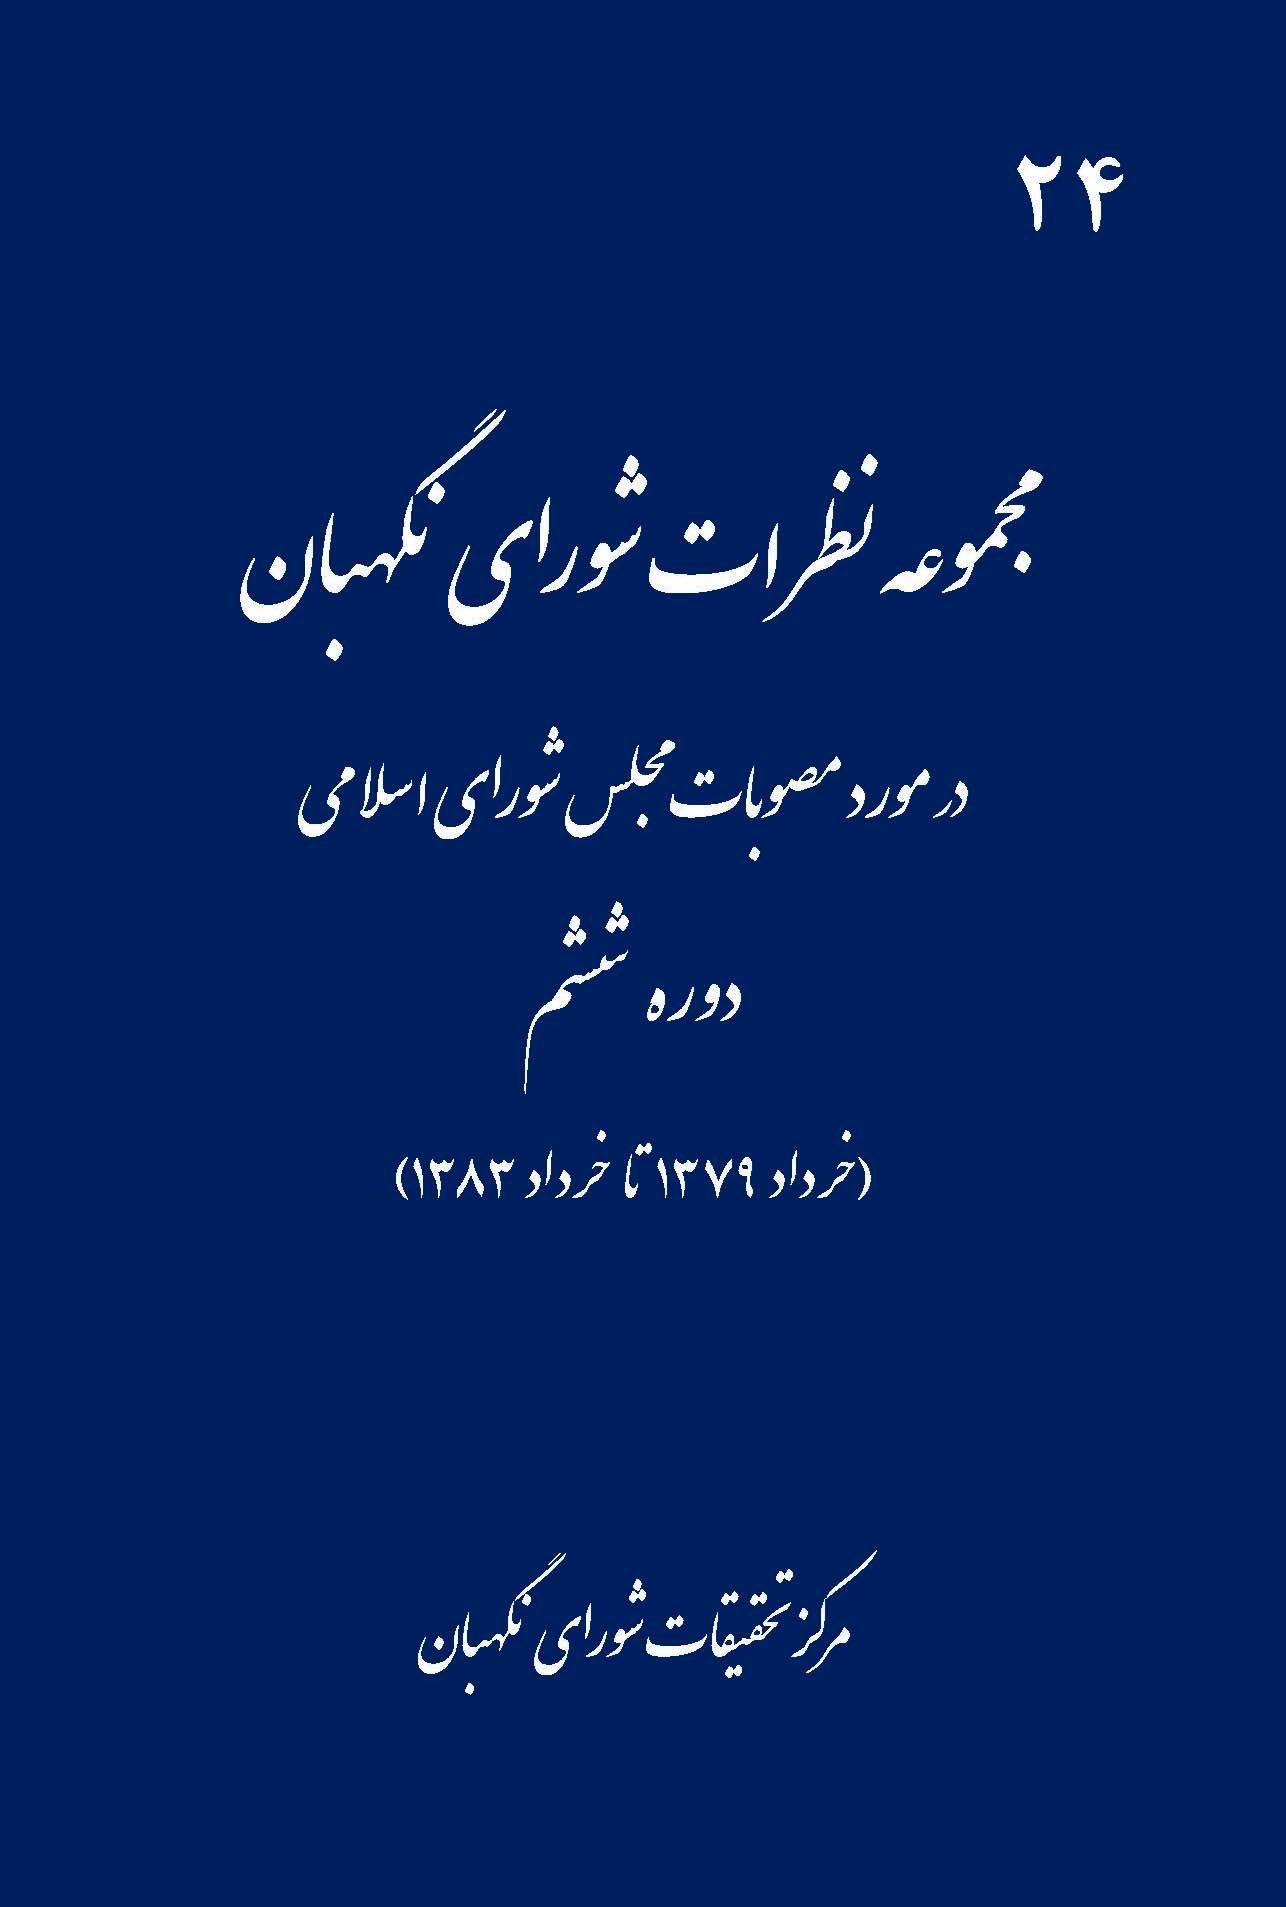 ۲۴
مجموعه نظرات شورای نگهبان
در مورد مصوبات مجلس شورای اسلامی
دوره ششم
(خرداد ۱۳۷۹ تا خرداد ۱۳۸۳)
مرکز تحقیقات شورای نگهبان